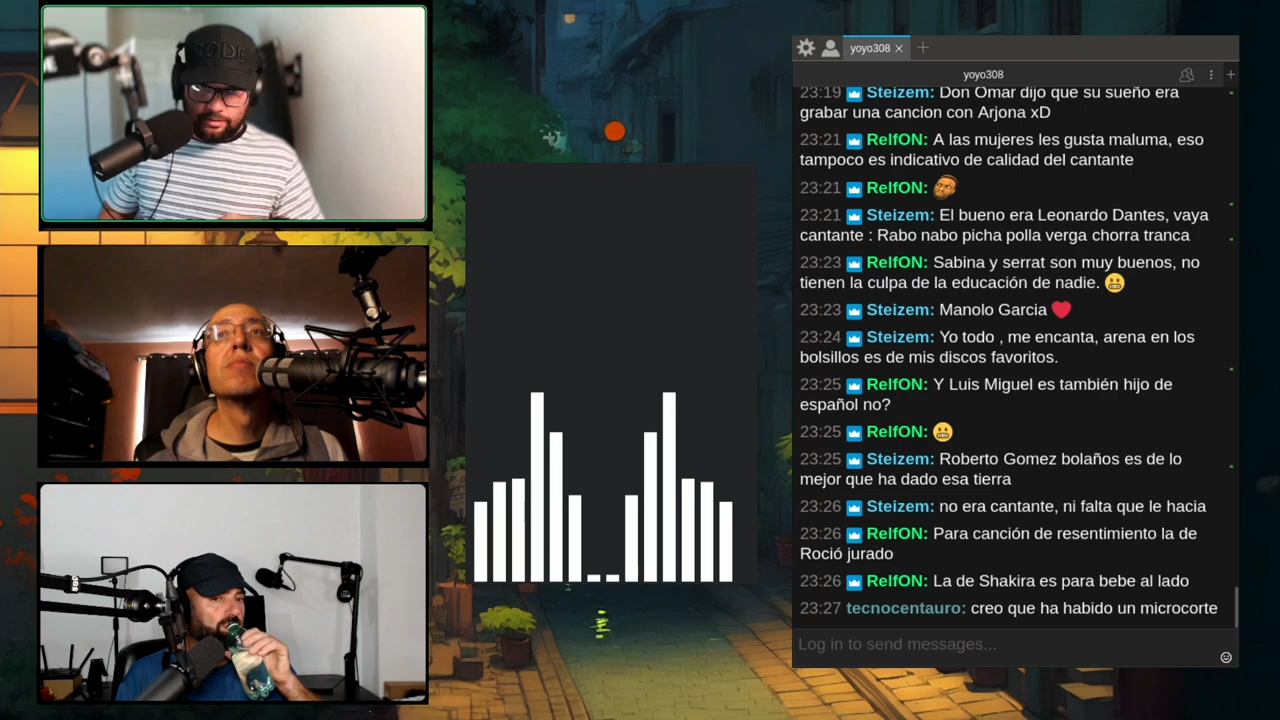 RODE
yoyo308
yoyo308
23:19 Steizem: Don Omar dijo que su sueño era
grabar una cancion con Arjona xD
23:21 RelfON: A las mujeres les gusta maluma, eso
tampoco es indicativo de calidad del cantante
23:21 RelfON:
23:21 Steizem: El bueno era Leonardo Dantes, vaya
cantante : Rabo nabo picha polla verga chorra tranca
23:23 RelfON: Sabina y serrat son muy buenos, no
tienen la culpa de la educación de nadie. 😬
23:23 Steizem: Manolo Garcia ❤️
23:24 Steizem: Yo todo , me encanta, arena en los
bolsillos es de mis discos favoritos.
23:25 RelfON: Y Luis Miguel es también hijo de
español no?
23:25 RelfON: 😬
23:25 Steizem: Roberto Gomez bolaños es de lo
mejor que ha dado esa tierra
23:26 Steizem: no era cantante, ni falta que le hacia
23:26 RelfON: Para canción de resentimiento la de
Roció jurado
23:26 RelfON: La de Shakira es para bebe al lado
23:27 tecnocentauro: creo que ha habido un microcorte
Log in to send messages...